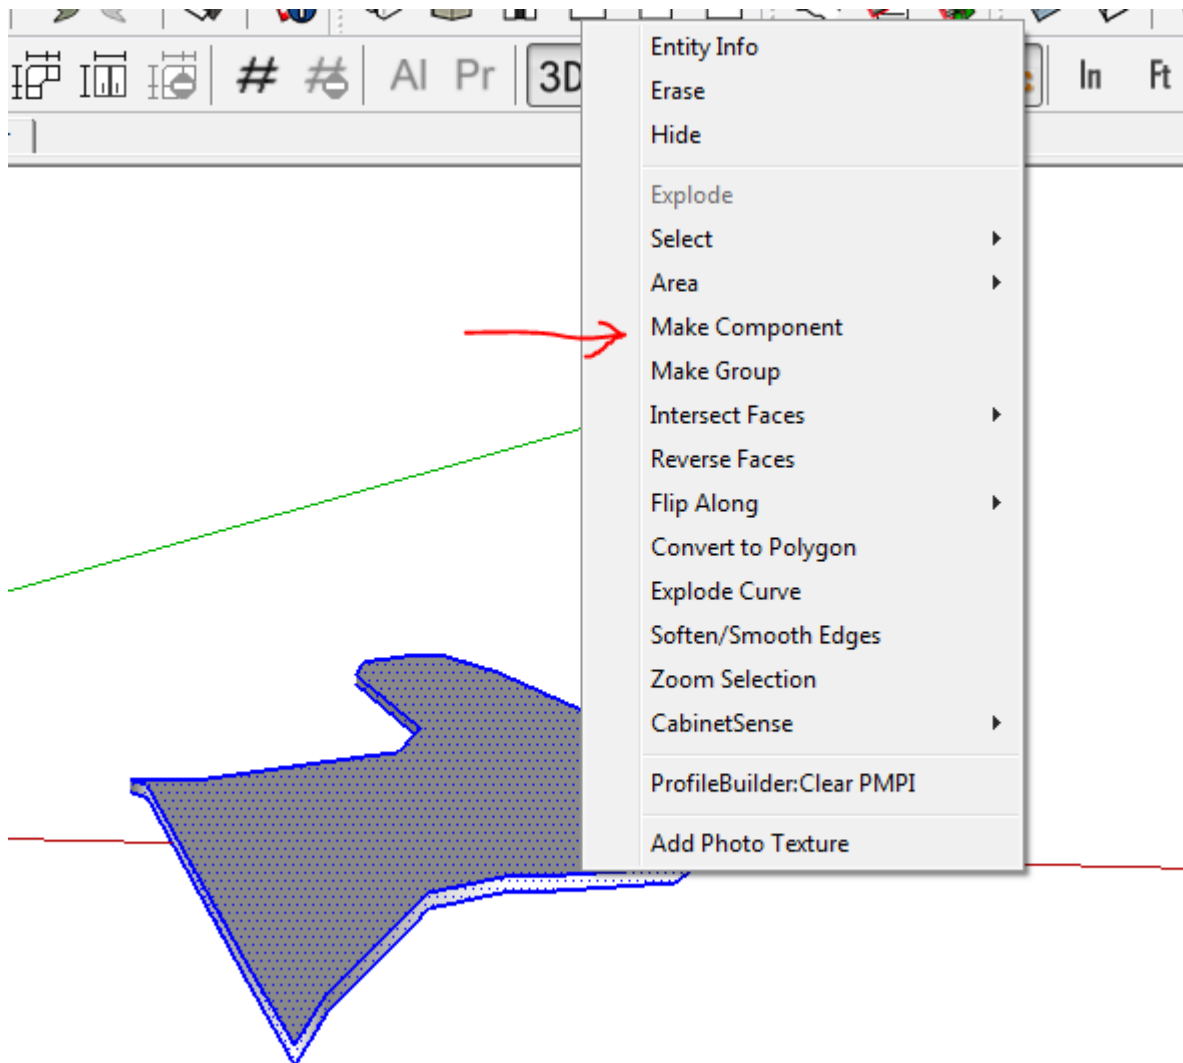 # # Al Pr 3D In Ft
Entity Info
Erase
Hide
Explode
Select
Area
Make Component
Make Group
Intersect Faces
Reverse Faces
Flip Along
Convert to Polygon
Explode Curve
Soften/Smooth Edges
Zoom Selection
CabinetSense
ProfileBuilder:Clear PMPI
Add Photo Texture